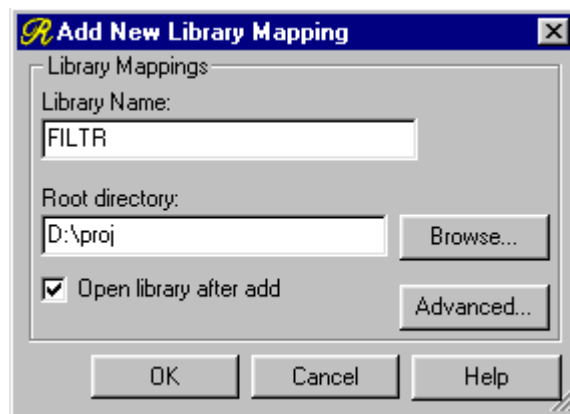 Add New Library Mapping
Library Mappings
Library Name:
FILTR
Root directory:
D:\proj
Browse...
Open library after add
Advanced...
OK Cancel Help